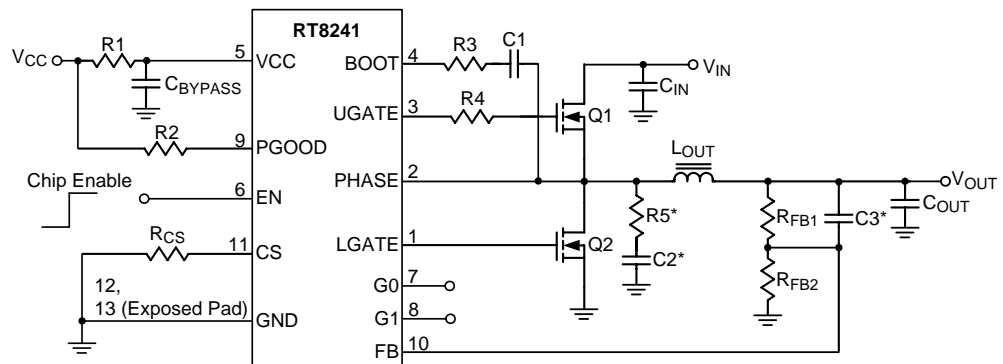 RT8241
VCC
R1
5
VCC
CBYPASS
R2
9
PGOOD
Chip Enable
6
EN
RCS
11
CS
12,
13 (Exposed Pad)
GND
BOOT
4
R3
C1
UGATE
3
R4
Q1
CIN
VIN
PHASE
2
LOUT
VOUT
COUT
R5*
C2*
RFB1
C3*
RFB2
LGATE
1
Q2
G0
7
G1
8
FB
10